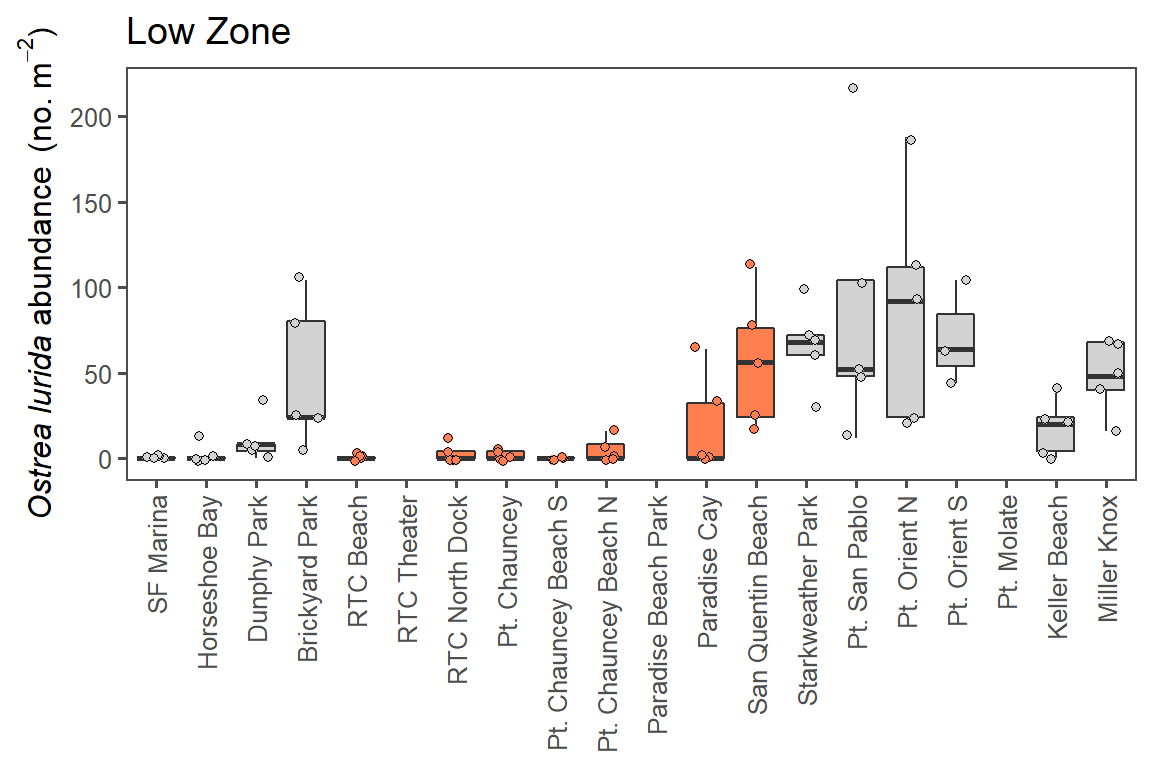 Low Zone
Ostrea lurida abundance (no. m⁻²)
200
150
100
50
0
SF Marina
Horseshoe Bay
Dunphy Park
Brickyard Park
RTC Beach
RTC Theater
RTC North Dock
Pt. Chauncey
Pt. Chauncey Beach S
Pt. Chauncey Beach N
Paradise Beach Park
Paradise Cay
San Quentin Beach
Starkweather Park
Pt. San Pablo
Pt. Orient N
Pt. Orient S
Pt. Molate
Keller Beach
Miller Knox